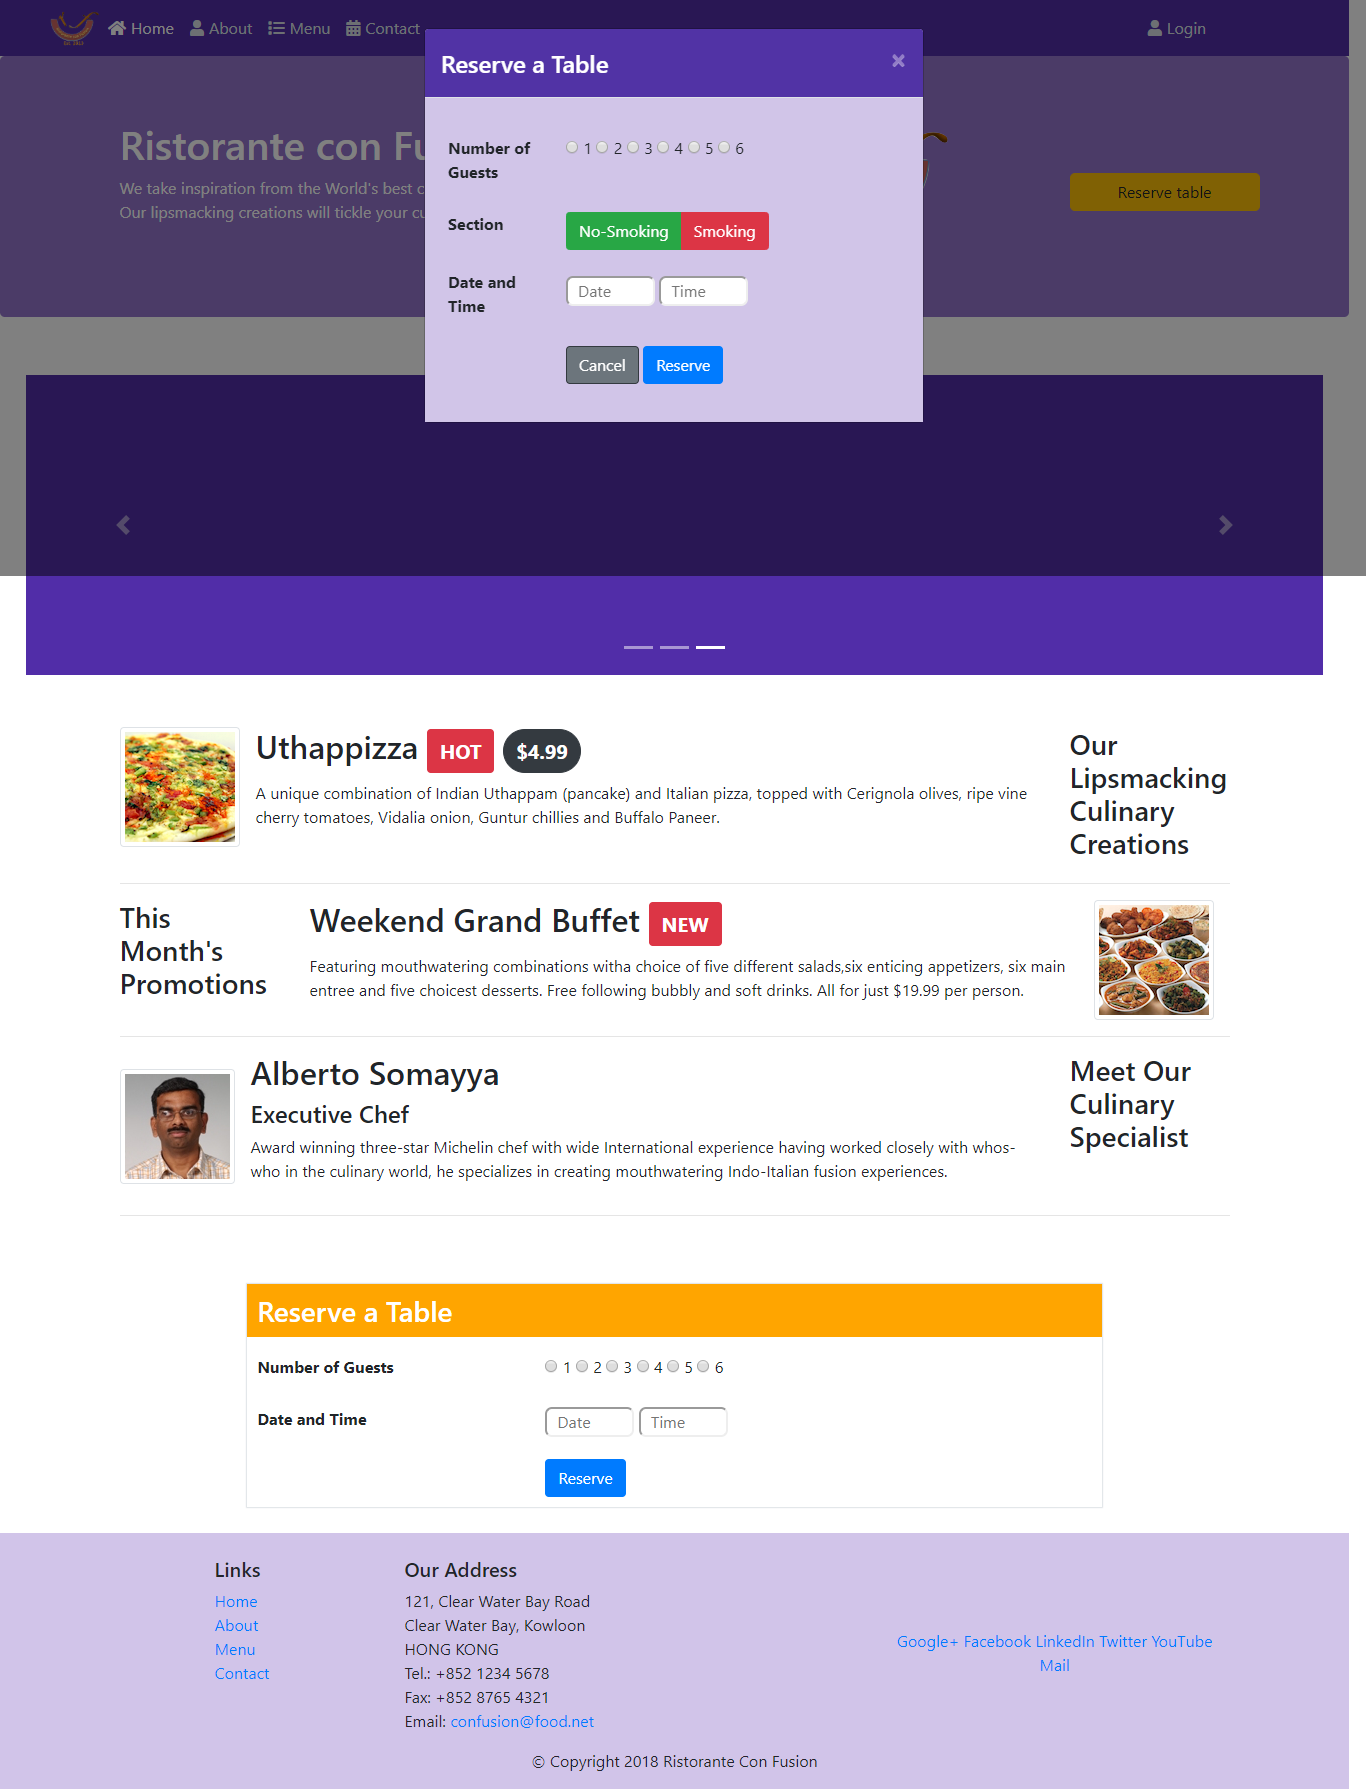 Home About Menu Contact Login
Reserve a Table ×
Ristorante con Fu
We take inspiration from the World's best c
Our lipsmacking creations will tickle your cu
Reserve table
Number of
Guests
1 2 3 4 5 6
Section
No-Smoking Smoking
Date and
Time
Date Time
Cancel Reserve
Uthappizza HOT $4.99
A unique combination of Indian Uthappam (pancake) and Italian pizza, topped with Cerignola olives, ripe vine
cherry tomatoes, Vidalia onion, Guntur chillies and Buffalo Paneer.
Our
Lipsmacking
Culinary
Creations
This
Month's
Promotions
Weekend Grand Buffet NEW
Featuring mouthwatering combinations witha choice of five different salads,six enticing appetizers, six main
entree and five choicest desserts. Free following bubbly and soft drinks. All for just $19.99 per person.
Alberto Somayya
Executive Chef
Award winning three-star Michelin chef with wide International experience having worked closely with whos-
who in the culinary world, he specializes in creating mouthwatering Indo-Italian fusion experiences.
Meet Our
Culinary
Specialist
Reserve a Table
Number of Guests 1 2 3 4 5 6
Date and Time Date Time
Reserve
Links
Home
About
Menu
Contact
Our Address
121, Clear Water Bay Road
Clear Water Bay, Kowloon
HONG KONG
Tel.: +852 1234 5678
Fax: +852 8765 4321
Email: confusion@food.net
Google+ Facebook LinkedIn Twitter YouTube
Mail
© Copyright 2018 Ristorante Con Fusion